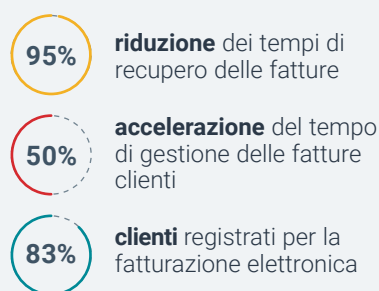 95%
riduzione dei tempi di
recupero delle fatture
50%
accelerazione del tempo
di gestione delle fatture
clienti
83%
clienti registrati per la
fatturazione elettronica